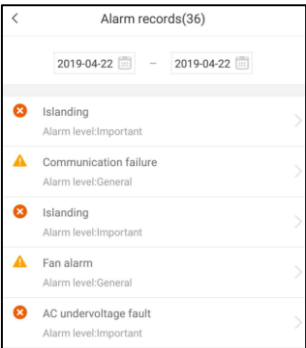 Alarm records(36)
2019-04-22 – 2019-04-22
Islanding
Alarm level:Important
Communication failure
Alarm level:General
Islanding
Alarm level:Important
Fan alarm
Alarm level:General
AC undervoltage fault
Alarm level:Important